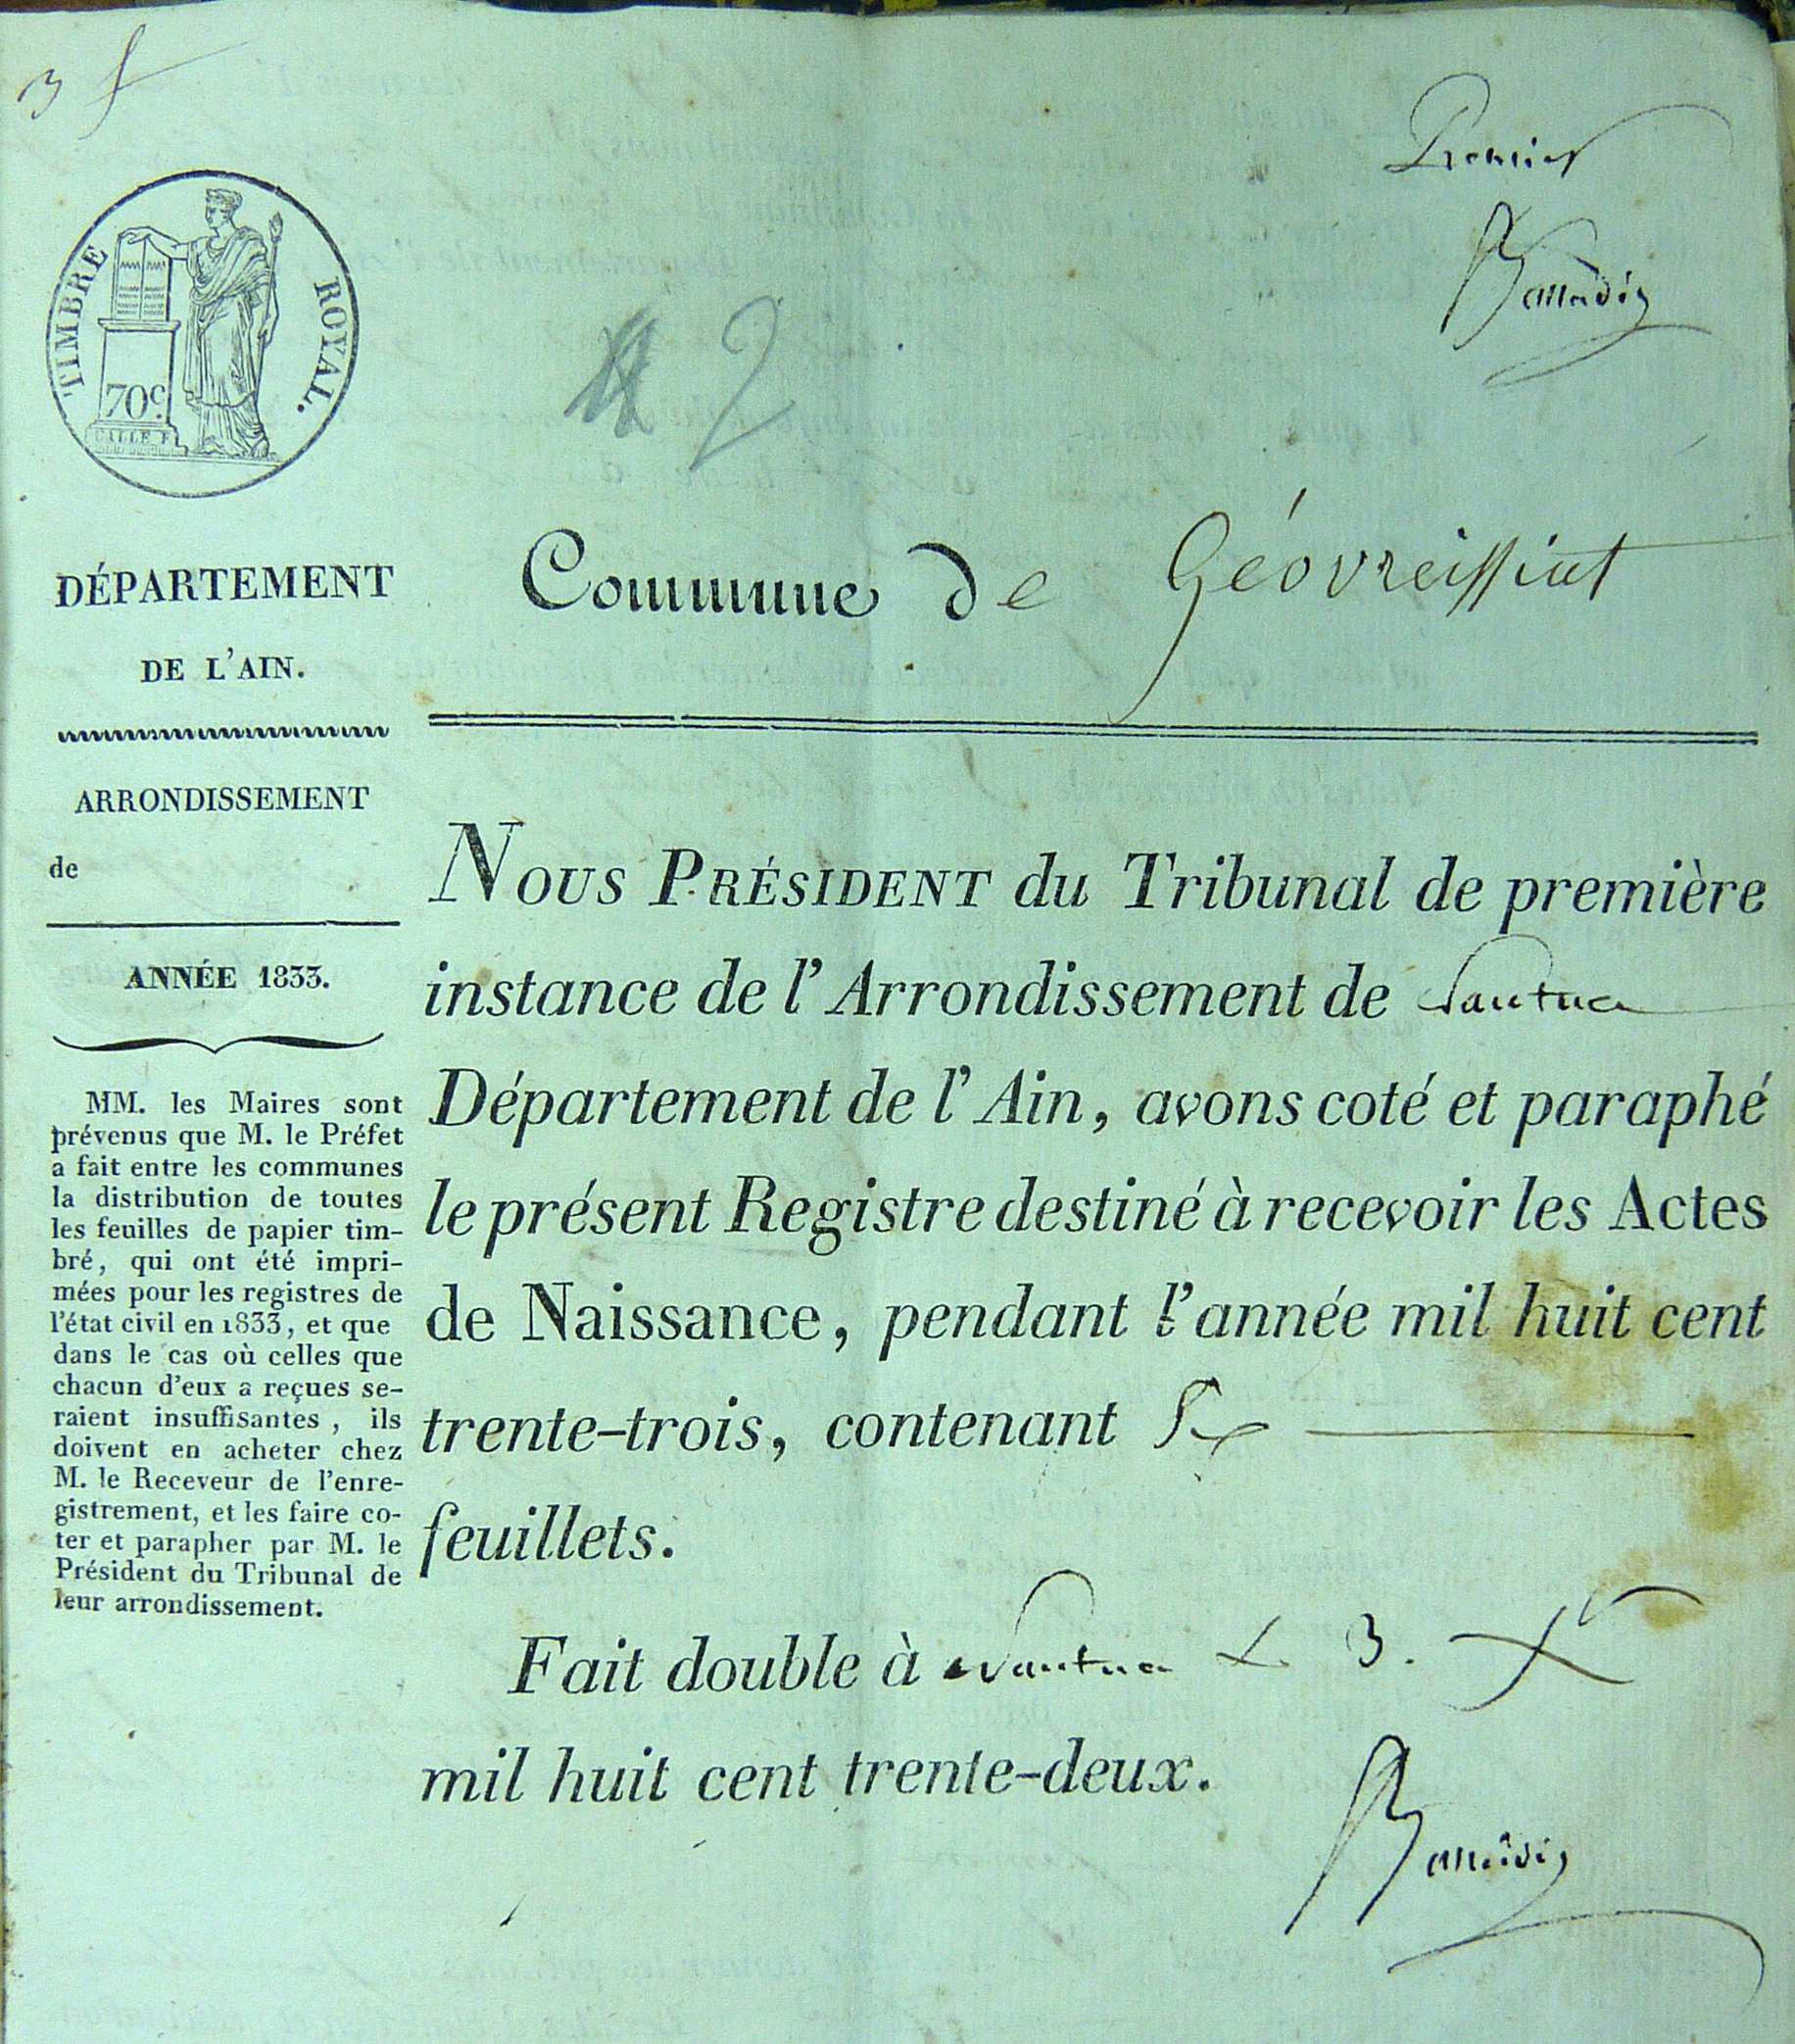 3 f
Premier
TIMBRE ROYAL.
70c.
2
DÉPARTEMENT
DE L'AIN.
ARRONDISSEMENT
de
ANNÉE 1833.
MM. les Maires sont
prévenus que M. le Préfet
a fait entre les communes
la distribution de toutes
les feuilles de papier tim-
bré, qui ont été impri-
mées pour les registres de
l'état civil en 1833, et que
dans le cas où celles que
chacun d'eux a reçues se-
raient insuffisantes, ils
doivent en acheter chez
M. le Receveur de l'enre-
gistrement, et les faire co-
ter et parapher par M. le
Président du Tribunal de
leur arrondissement.
Commune de Géovreissiat
NOUS PRÉSIDENT du Tribunal de première
instance de l'Arrondissement de Nantua
Département de l'Ain, avons coté et paraphé
le présent Registre destiné à recevoir les Actes
de Naissance, pendant l'année mil huit cent
trente-trois, contenant Six
feuillets.
Fait double à Nantua Le 3. Xbre
mil huit cent trente-deux.